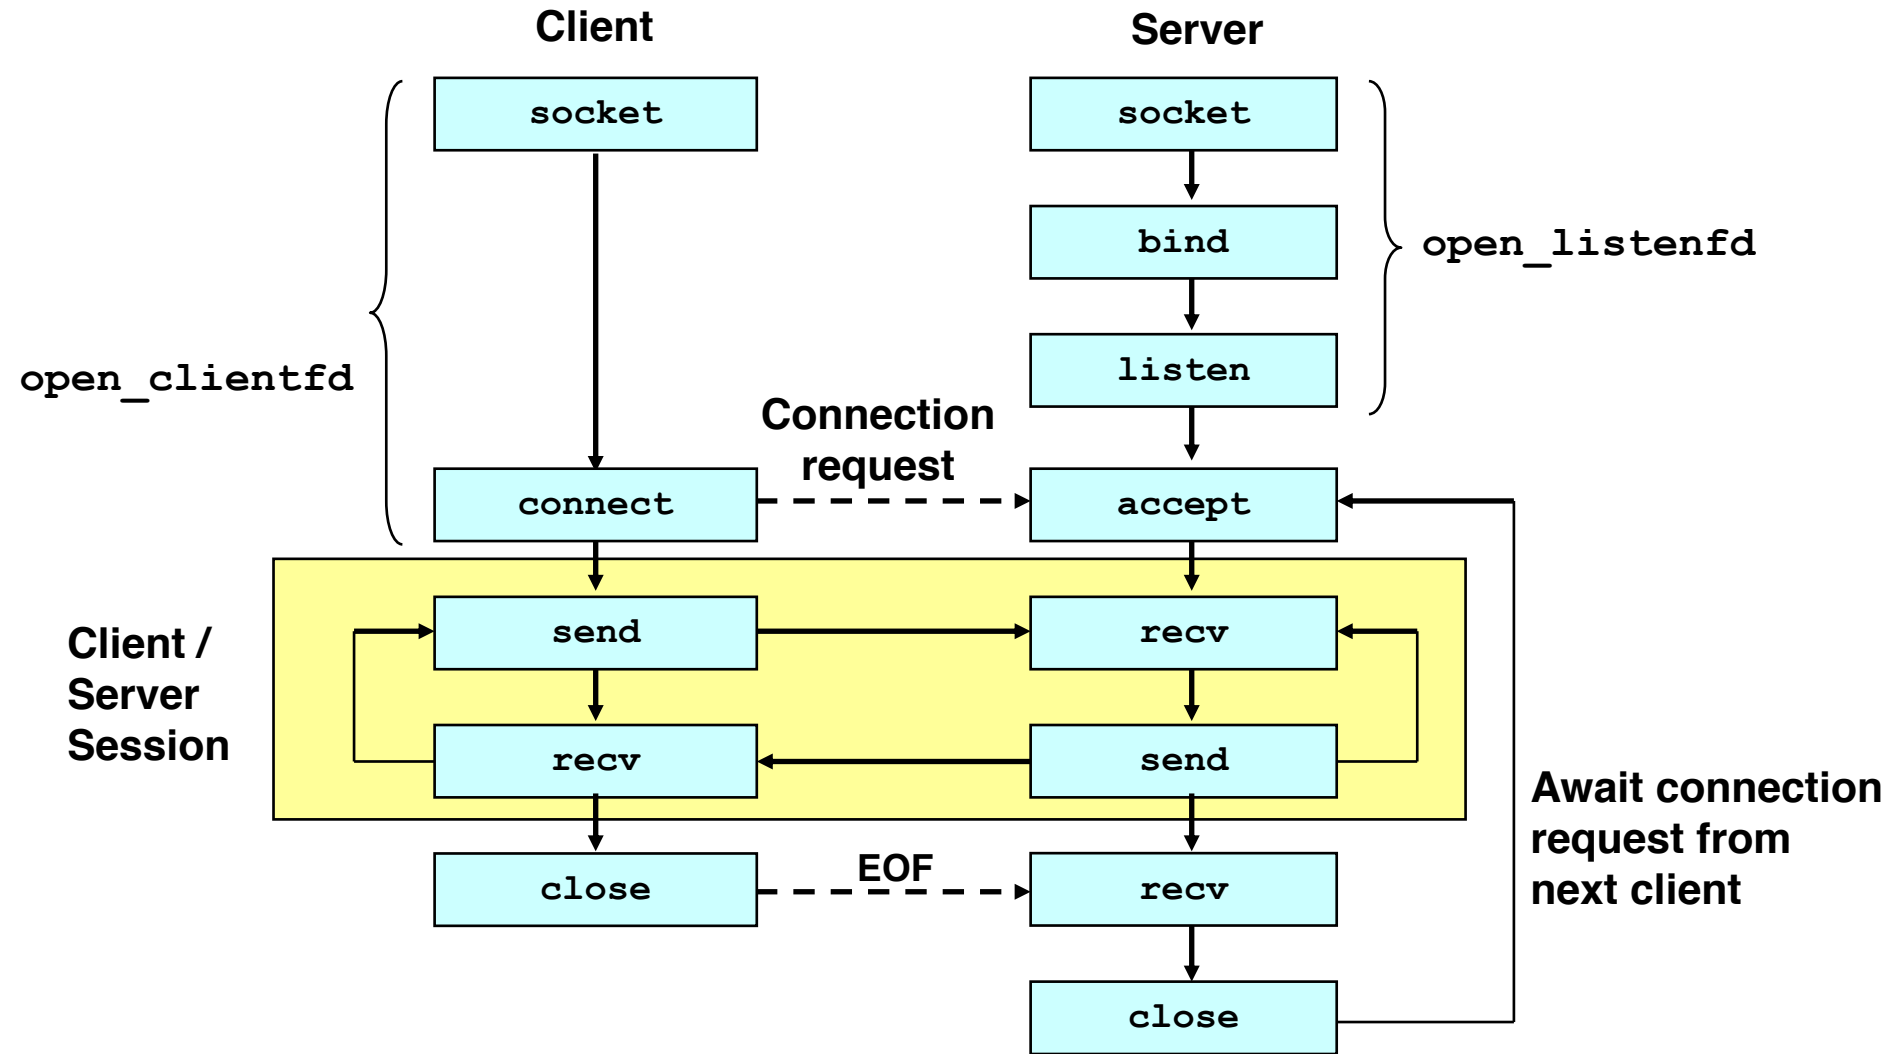 Client
Server
socket
socket
bind
open_listenfd
listen
open_clientfd
Connection
request
connect
accept
Client /
Server
Session
send
recv
recv
send
Await connection
request from
next client
close
EOF
recv
close